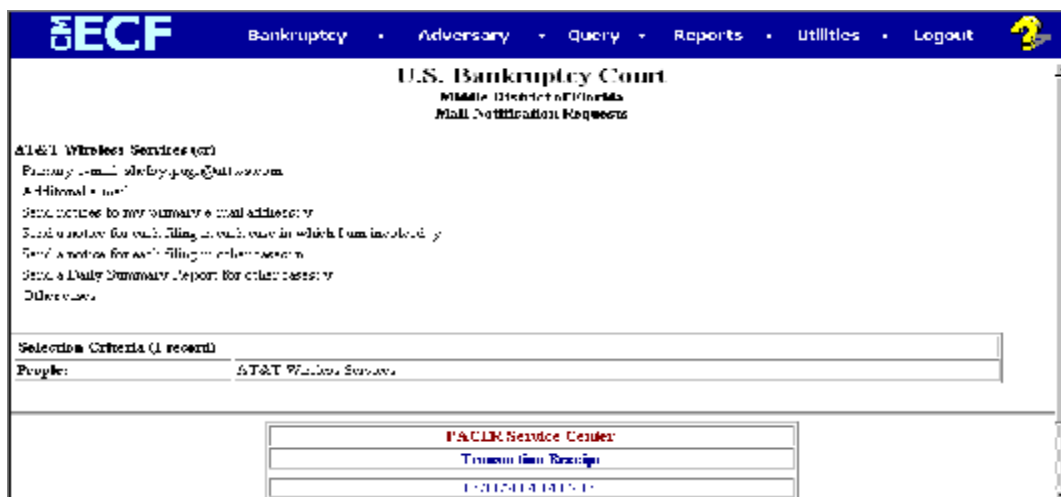 CM ECF Bankruptcy · Adversary · Query · Reports · Utilities · Logout ?
U.S. Bankruptcy Court
Middle District of Florida
Mail Notification Requests
AT&T Wireless Services (cr)
Primary e-mail:
Additional e-mail
Send notices to my primary e-mail address: y
Send a notice for each filing in each case in which I am involved: y
Send a notice for each filing in other cases: n
Send a Daily Summary Report for other cases: y
Other cases
Selection Criteria (1 record)
People: AT&T Wireless Services
PACER Service Center
Transaction Receipt